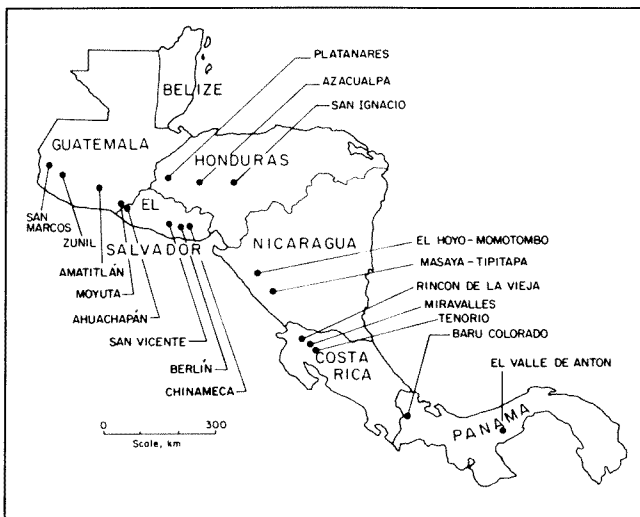 PLATANARES
AZACUALPA
SAN IGNACIO
BELIZE
GUATEMALA
HONDURAS
SAN
MARCOS
ZUNIL
AMATITLÁN
MOYUTA
AHUACHAPÁN
EL
SALVADOR
SAN VICENTE
BERLÍN
CHINAMECA
NICARAGUA
EL HOYO-MOMOTOMBO
MASAYA-TIPITAPA
RINCON DE LA VIEJA
MIRAVALLES
TENORIO
BARU COLORADO
COSTA
RICA
EL VALLE DE ANTON
PANAMA
0 300
Scale, km